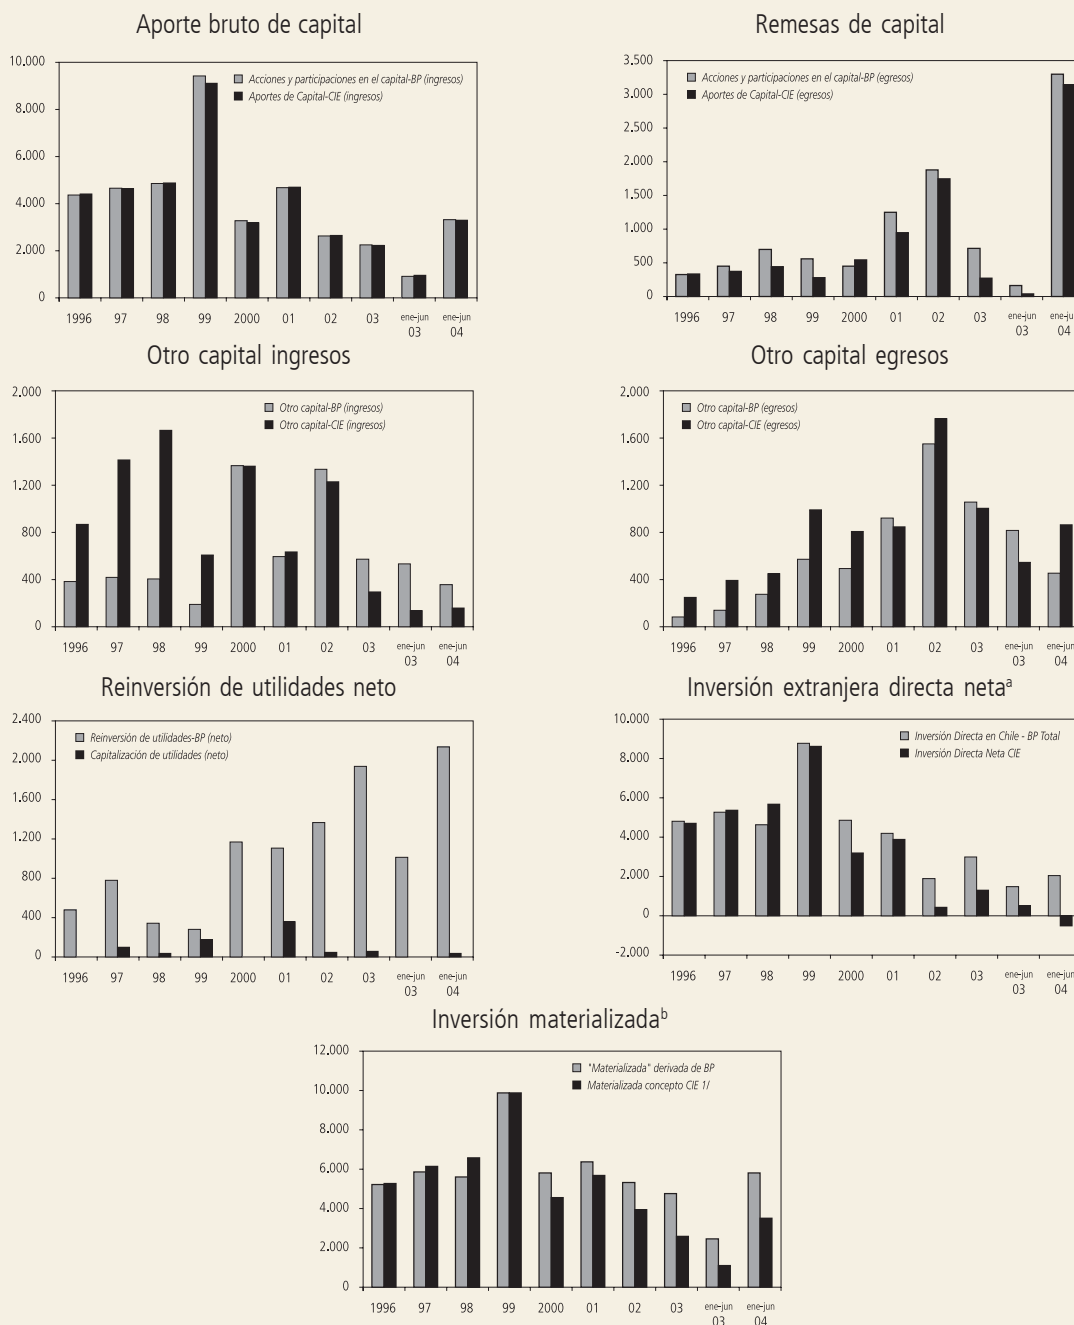 Aporte bruto de capital
10.000
8.000
6.000
4.000
2.000
0
Acciones y participaciones en el capital-BP (ingresos)
Aportes de Capital-CIE (ingresos)
1996 97 98 99 2000 01 02 03 ene-jun 03 ene-jun 04
Remesas de capital
3.500
3.000
2.500
2.000
1.500
1.000
500
0
Acciones y participaciones en el capital-BP (egresos)
Aportes de Capital-CIE (egresos)
1996 97 98 99 2000 01 02 03 ene-jun 03 ene-jun 04
Otro capital ingresos
2.000
1.600
1.200
800
400
0
Otro capital-BP (ingresos)
Otro capital-CIE (ingresos)
1996 97 98 99 2000 01 02 03 ene-jun 03 ene-jun 04
Otro capital egresos
2.000
1.600
1.200
800
400
0
Otro capital-BP (egresos)
Otro capital-CIE (egresos)
1996 97 98 99 2000 01 02 03 ene-jun 03 ene-jun 04
Reinversión de utilidades neto
2.400
2.000
1.600
1.200
800
400
0
Reinversión de utilidades-BP (neto)
Capitalización de utilidades (neto)
1996 97 98 99 2000 01 02 03 ene-jun 03 ene-jun 04
Inversión extranjera directa netaª
10.000
8.000
6.000
4.000
2.000
0
-2.000
Inversión Directa en Chile - BP Total
Inversión Directa Neta CIE
1996 97 98 99 2000 01 02 03 ene-jun 03 ene-jun 04
Inversión materializadaᵇ
12.000
10.000
8.000
6.000
4.000
2.000
0
"Materializada" derivada de BP
Materializada concepto CIE 1/
1996 97 98 99 2000 01 02 03 ene-jun 03 ene-jun 04